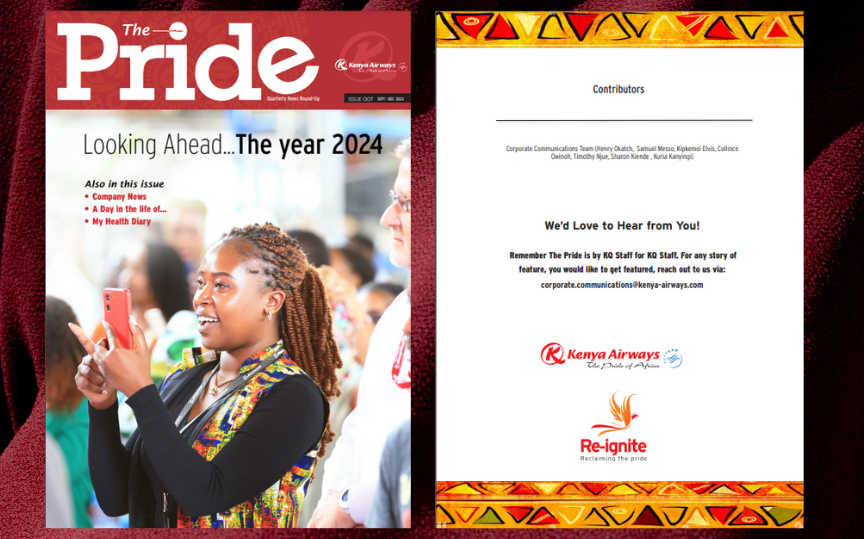 The
Pride
Kenya Airways
The Pride of Africa
Quarterly News Round-Up
ISSUE 007 SEPT - DEC 2023
Looking Ahead...The year 2024
Also in this issue
• Company News
• A Day in the life of...
• My Health Diary
Contributors
Corporate Communications Team (Henry Okatch, Samuel Messo, Kipkemoi Elvis, Collince
Owinoh, Timothy Njue, Sharon Kiende , Kuria Kanyingi)
We'd Love to Hear from You!
Remember The Pride is by KQ Staff for KQ Staff. For any story of
feature, you would like to get featured, reach out to us via:
corporate.communications@kenya-airways.com
Kenya Airways
The Pride of Africa
Re-ignite
Reclaiming the pride